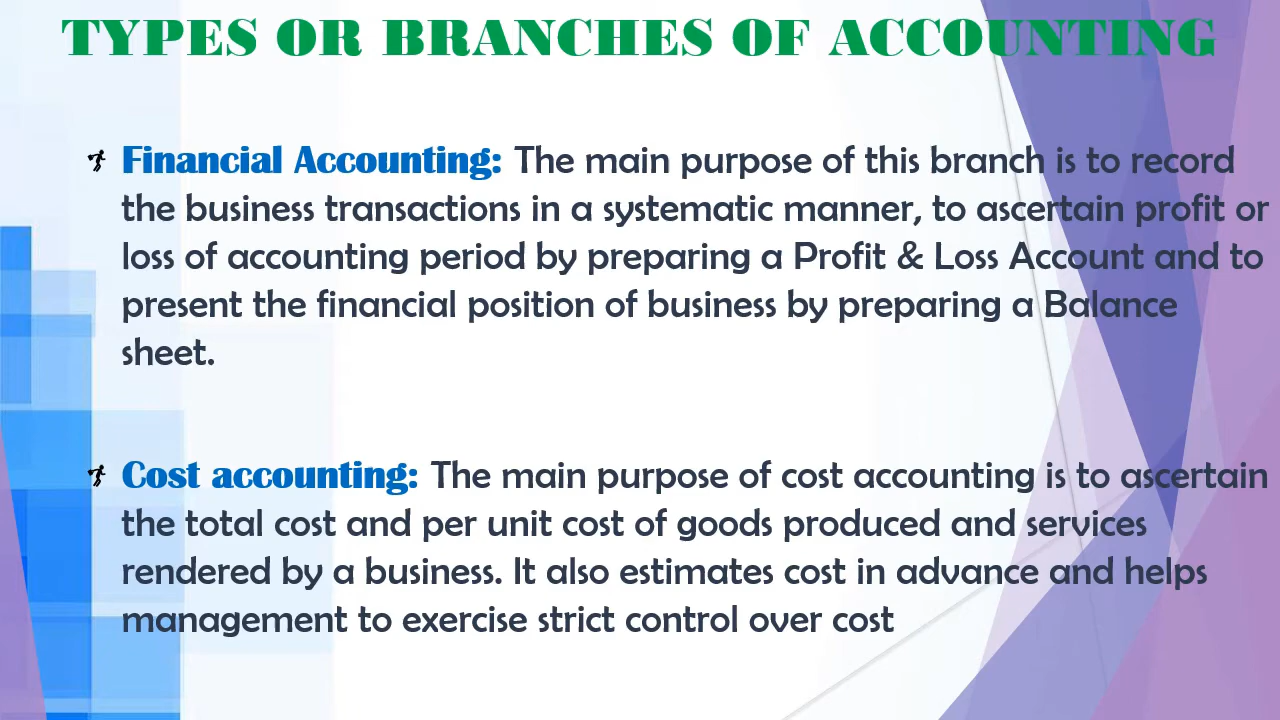 TYPES OR BRANCHES OF ACCOUNTING
Financial Accounting: The main purpose of this branch is to record
the business transactions in a systematic manner, to ascertain profit or
loss of accounting period by preparing a Profit & Loss Account and to
present the financial position of business by preparing a Balance
sheet.
Cost accounting: The main purpose of cost accounting is to ascertain
the total cost and per unit cost of goods produced and services
rendered by a business. It also estimates cost in advance and helps
management to exercise strict control over cost